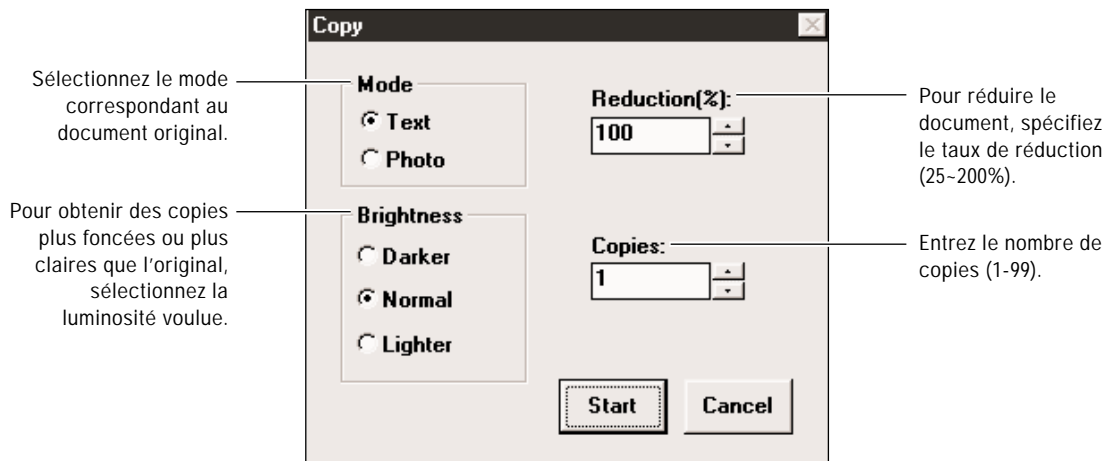 Copy
Sélectionnez le mode
correspondant au
document original.
Mode
Text
Photo
Reduction(%):
100
Pour réduire le
document, spécifiez
le taux de réduction
(25~200%).
Pour obtenir des copies
plus foncées ou plus
claires que l'original,
sélectionnez la
luminosité voulue.
Brightness
Darker
Normal
Lighter
Copies:
1
Entrez le nombre de
copies (1-99).
Start
Cancel